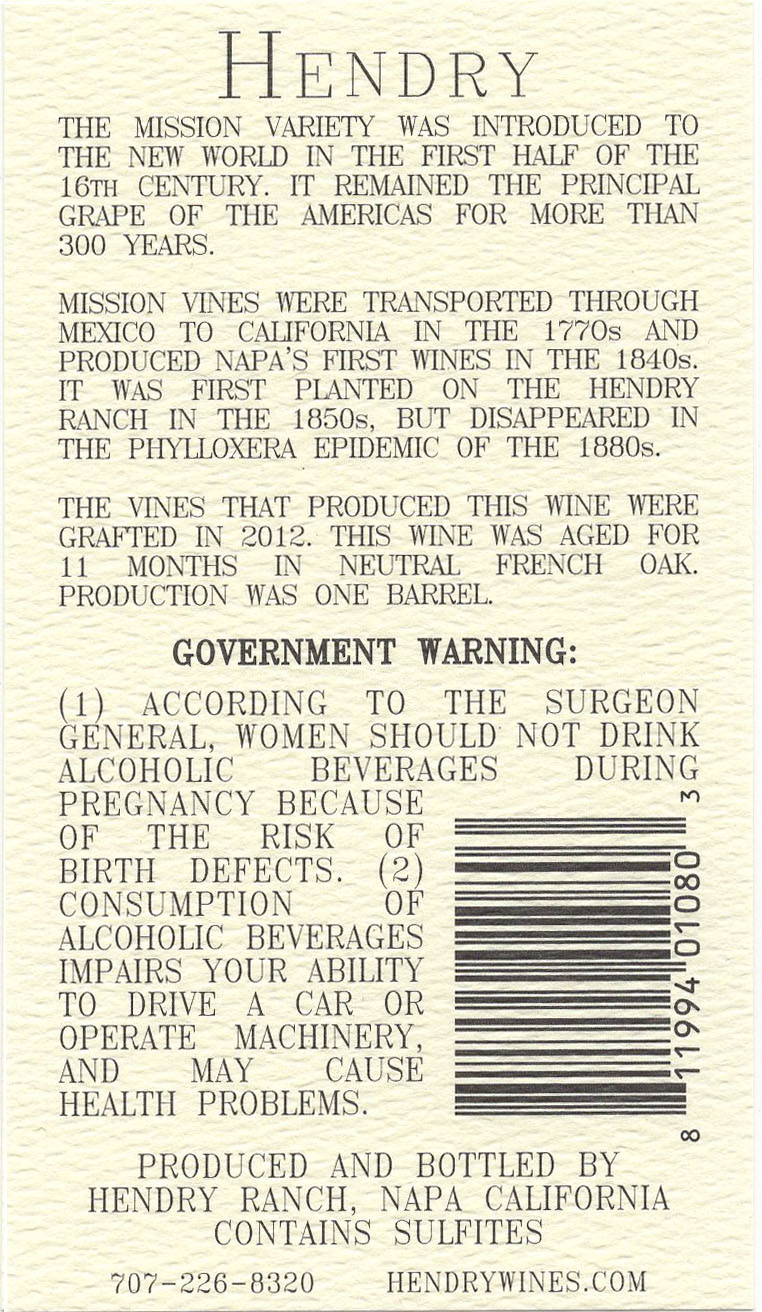 HENDRY
THE MISSION VARIETY WAS INTRODUCED TO
THE NEW WORLD IN THE FIRST HALF OF THE
16TH CENTURY. IT REMAINED THE PRINCIPAL
GRAPE OF THE AMERICAS FOR MORE THAN
300 YEARS.
MISSION VINES WERE TRANSPORTED THROUGH
MEXICO TO CALIFORNIA IN THE 1770s AND
PRODUCED NAPA'S FIRST WINES IN THE 1840s.
IT WAS FIRST PLANTED ON THE HENDRY
RANCH IN THE 1850s, BUT DISAPPEARED IN
THE PHYLLOXERA EPIDEMIC OF THE 1880s.
THE VINES THAT PRODUCED THIS WINE WERE
GRAFTED IN 2012. THIS WINE WAS AGED FOR
11 MONTHS IN NEUTRAL FRENCH OAK.
PRODUCTION WAS ONE BARREL.
GOVERNMENT WARNING:
(1) ACCORDING TO THE SURGEON
GENERAL, WOMEN SHOULD NOT DRINK
ALCOHOLIC BEVERAGES DURING
PREGNANCY BECAUSE
OF THE RISK OF
BIRTH DEFECTS. (2)
CONSUMPTION OF
ALCOHOLIC BEVERAGES
IMPAIRS YOUR ABILITY
TO DRIVE A CAR OR
OPERATE MACHINERY,
AND MAY CAUSE
HEALTH PROBLEMS.
8 11994 01080 3
PRODUCED AND BOTTLED BY
HENDRY RANCH, NAPA CALIFORNIA
CONTAINS SULFITES
707-226-8320 HENDRYWINES.COM